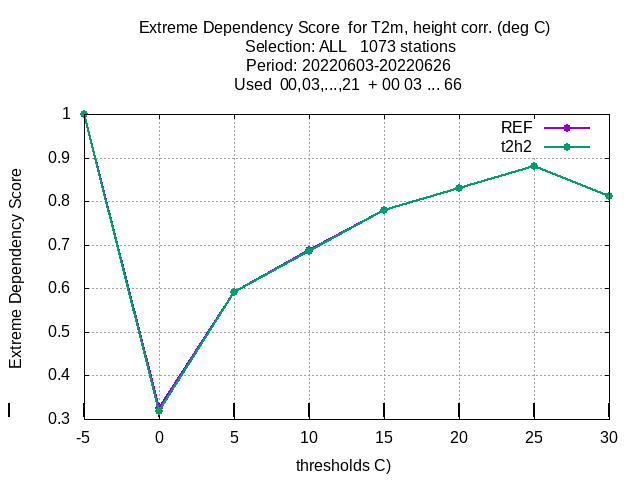 Extreme Dependency Score  for T2m, height corr. (deg C)
Selection: ALL   1073 stations
Period: 20220603-20220626
Used  00,03,...,21  + 00 03 ... 66
REF
t2h2
Extreme Dependency Score
1
0.9
0.8
0.7
0.6
0.5
0.4
0.3
-5 0 5 10 15 20 25 30
thresholds C)